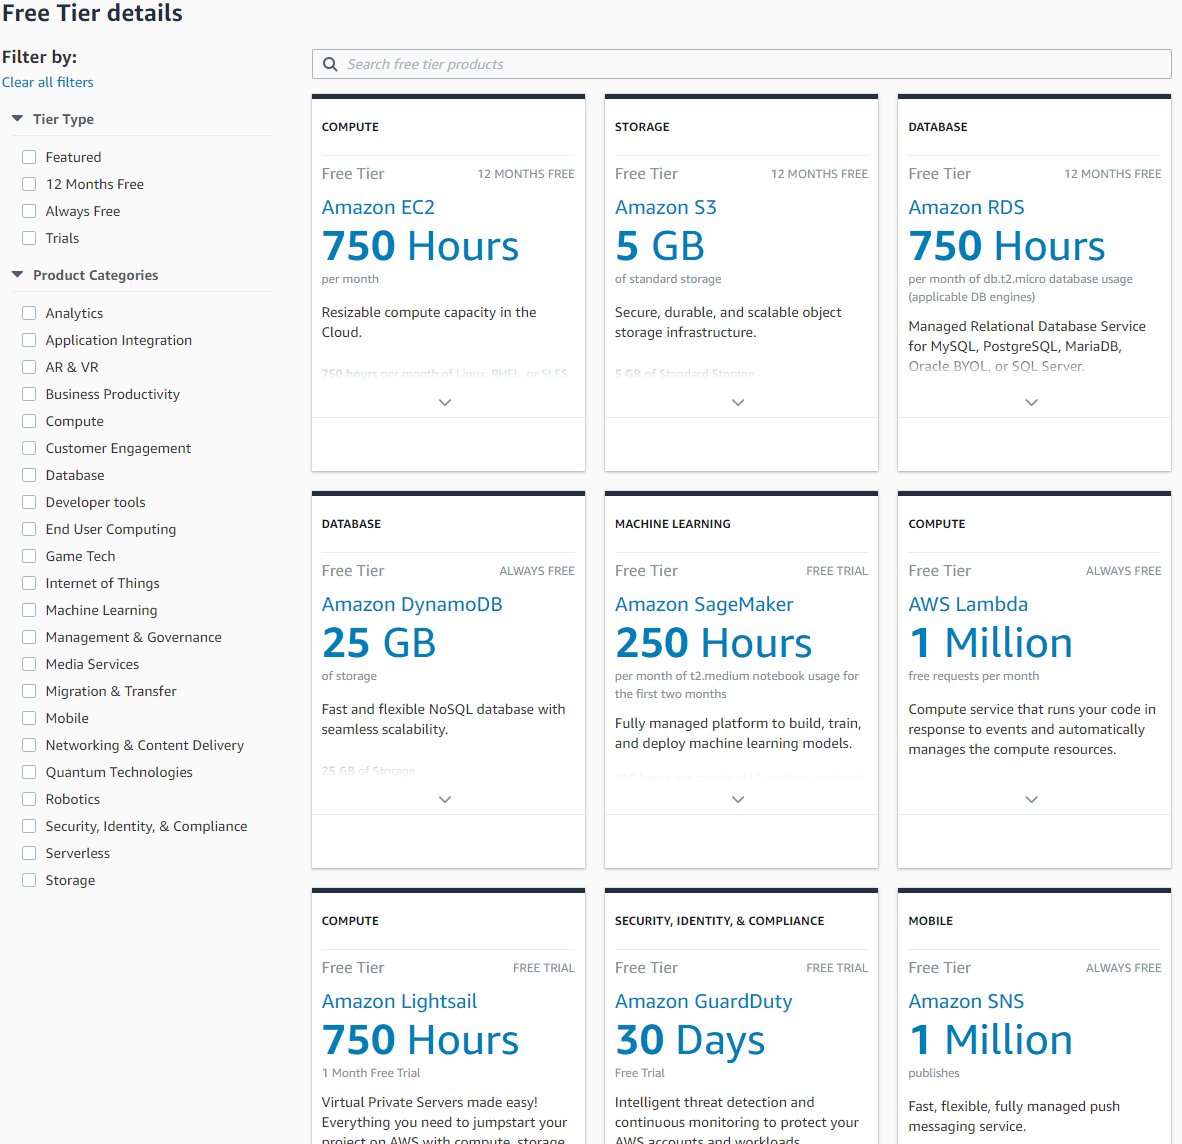 Free Tier details
Filter by:
Clear all filters
Tier Type
Featured
12 Months Free
Always Free
Trials
Product Categories
Analytics
Application Integration
AR & VR
Business Productivity
Compute
Customer Engagement
Database
Developer tools
End User Computing
Game Tech
Internet of Things
Machine Learning
Management & Governance
Media Services
Migration & Transfer
Mobile
Networking & Content Delivery
Quantum Technologies
Robotics
Security, Identity, & Compliance
Serverless
Storage
Search free tier products
COMPUTE
Free Tier 12 MONTHS FREE
Amazon EC2
750 Hours
per month
Resizable compute capacity in the
Cloud.
750 hours per month of Linux, RHEL, or SLES
STORAGE
Free Tier 12 MONTHS FREE
Amazon S3
5 GB
of standard storage
Secure, durable, and scalable object
storage infrastructure.
5 GB of Standard Storage
DATABASE
Free Tier 12 MONTHS FREE
Amazon RDS
750 Hours
per month of db.t2.micro database usage
(applicable DB engines)
Managed Relational Database Service
for MySQL, PostgreSQL, MariaDB,
Oracle BYOL, or SQL Server.
DATABASE
Free Tier ALWAYS FREE
Amazon DynamoDB
25 GB
of storage
Fast and flexible NoSQL database with
seamless scalability.
25 GB of Storage
MACHINE LEARNING
Free Tier FREE TRIAL
Amazon SageMaker
250 Hours
per month of t2.medium notebook usage for
the first two months
Fully managed platform to build, train,
and deploy machine learning models.
hours per month of t2.medium notebook
COMPUTE
Free Tier ALWAYS FREE
AWS Lambda
1 Million
free requests per month
Compute service that runs your code in
response to events and automatically
manages the compute resources.
COMPUTE
Free Tier FREE TRIAL
Amazon Lightsail
750 Hours
1 Month Free Trial
Virtual Private Servers made easy!
Everything you need to jumpstart your
project on AWS with compute, storage,
SECURITY, IDENTITY, & COMPLIANCE
Free Tier FREE TRIAL
Amazon GuardDuty
30 Days
Free Trial
Intelligent threat detection and
continuous monitoring to protect your
AWS accounts and workloads
MOBILE
Free Tier ALWAYS FREE
Amazon SNS
1 Million
publishes
Fast, flexible, fully managed push
messaging service.